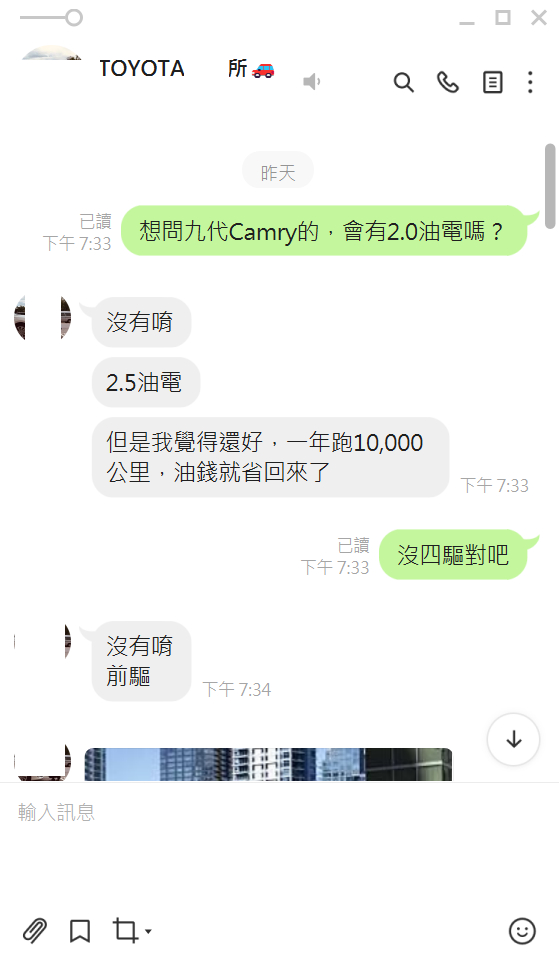 TOYOTA 所
昨天
已讀
下午 7:33
想問九代Camry的，會有2.0油電嗎？
沒有唷
2.5油電
但是我覺得還好，一年跑10,000
公里，油錢就省回來了
下午 7:33
已讀
下午 7:33
沒四驅對吧
沒有唷
前驅
下午 7:34
輸入訊息